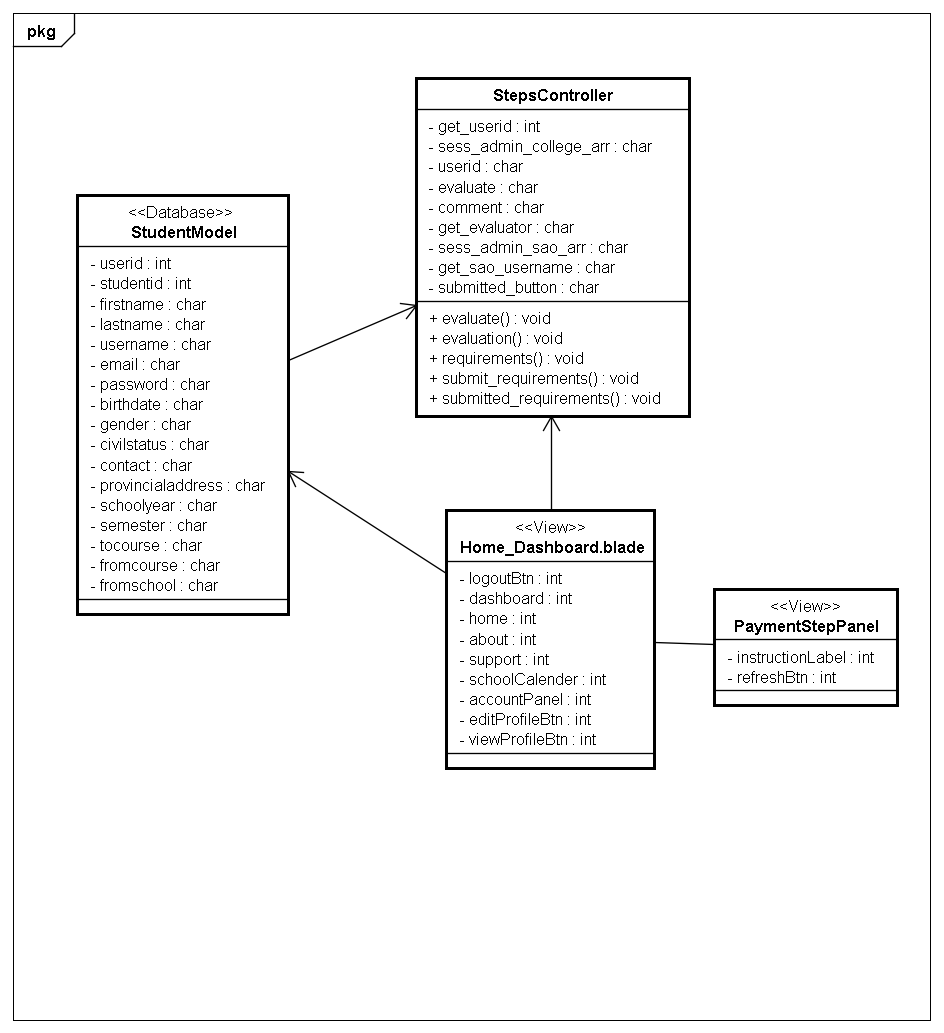 pkg
StepsController
- get_userid : int
- sess_admin_college_arr : char
- userid : char
- evaluate : char
- comment : char
- get_evaluator : char
- sess_admin_sao_arr : char
- get_sao_username : char
- submitted_button : char
+ evaluate() : void
+ evaluation() : void
+ requirements() : void
+ submit_requirements() : void
+ submitted_requirements() : void
<<Database>>
StudentModel
- userid : int
- studentid : int
- firstname : char
- lastname : char
- username : char
- email : char
- password : char
- birthdate : char
- gender : char
- civilstatus : char
- contact : char
- provincialaddress : char
- schoolyear : char
- semester : char
- tocourse : char
- fromcourse : char
- fromschool : char
<<View>>
Home_Dashboard.blade
- logoutBtn : int
- dashboard : int
- home : int
- about : int
- support : int
- schoolCalender : int
- accountPanel : int
- editProfileBtn : int
- viewProfileBtn : int
<<View>>
PaymentStepPanel
- instructionLabel : int
- refreshBtn : int